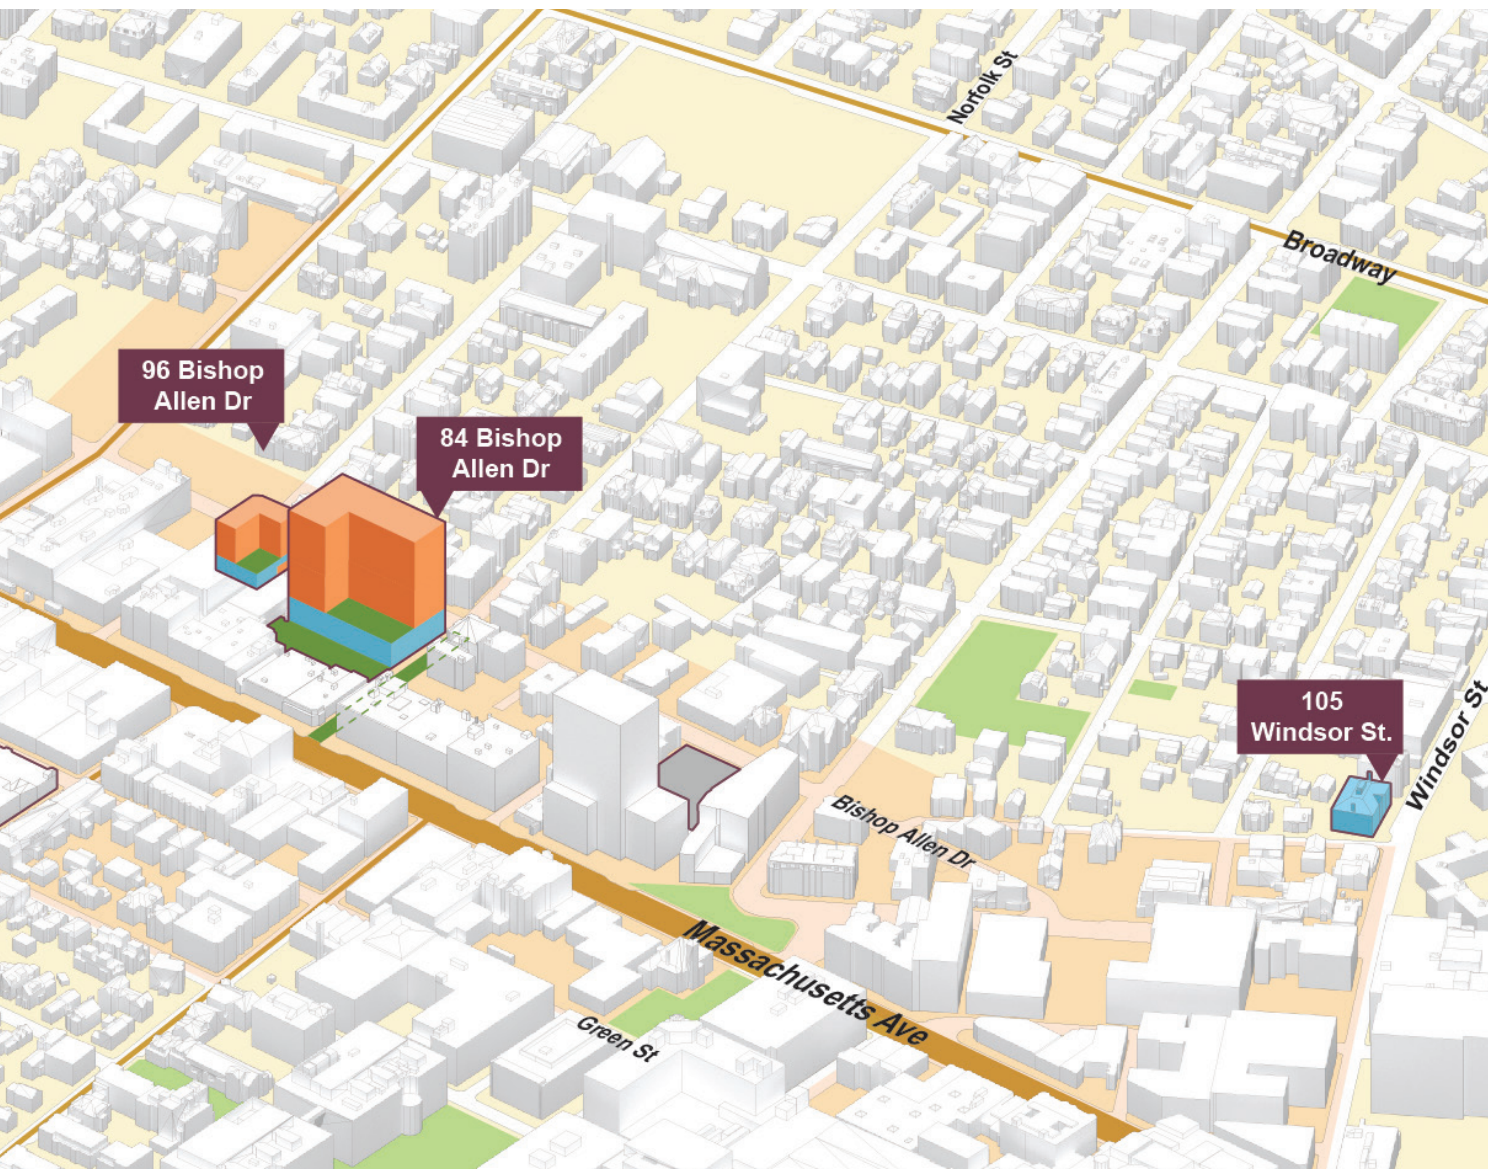 Norfolk St
Broadway
96 Bishop
Allen Dr
84 Bishop
Allen Dr
105
Windsor St.
Windsor St
Bishop Allen Dr
Massachusetts Ave
Green St